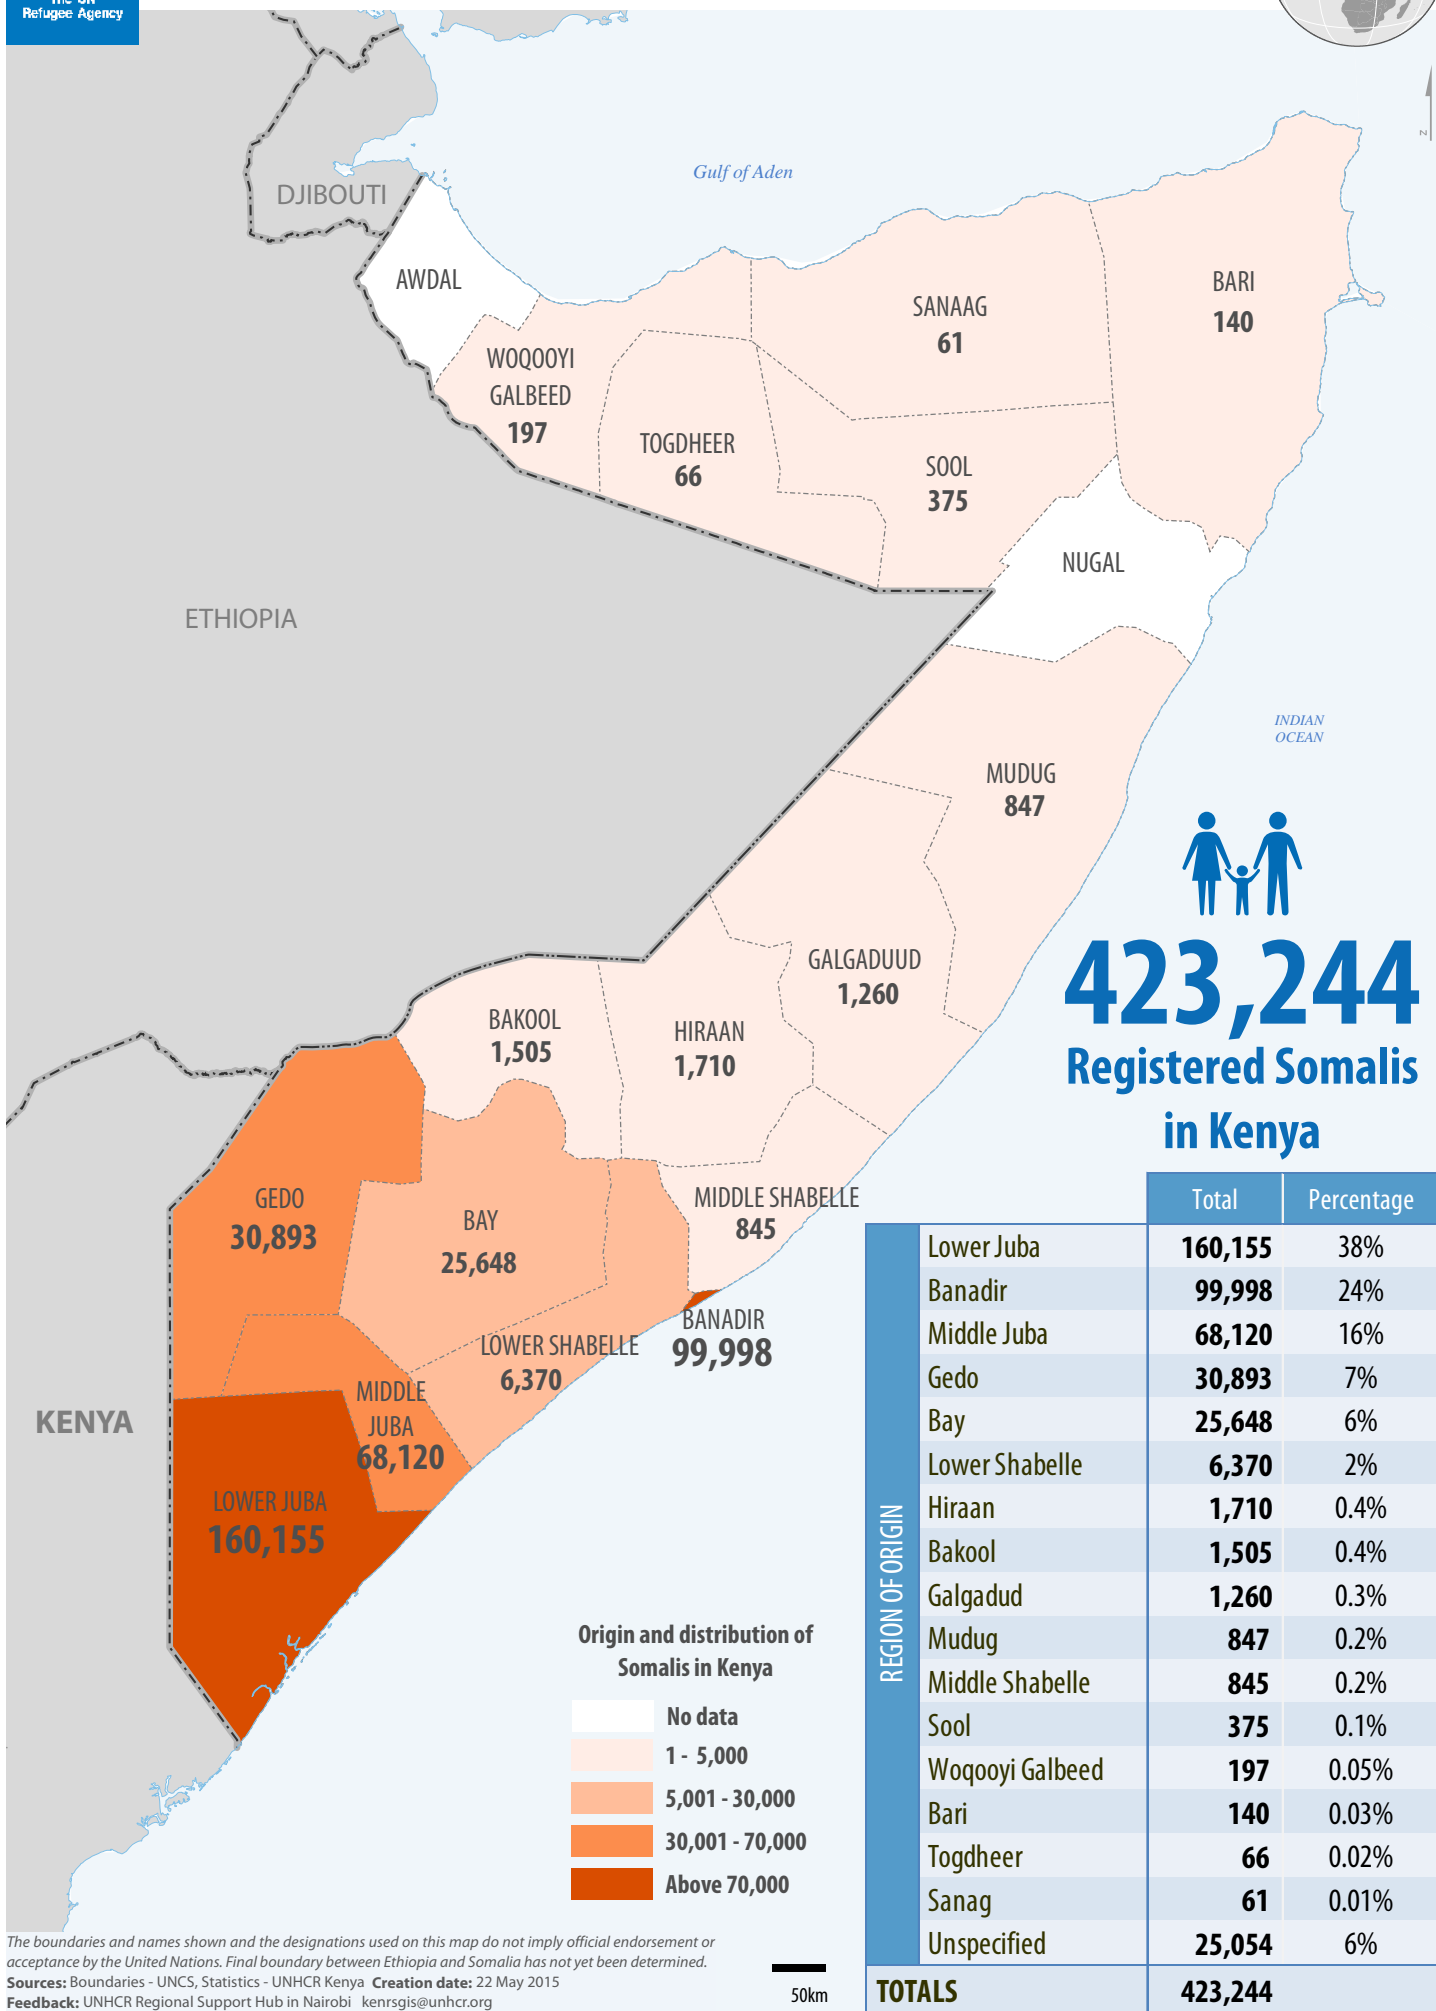 The UN
Refugee Agency
Gulf of Aden
DJIBOUTI
AWDAL
BARI
140
SANAAG
61
WOQOOYI
GALBEED
197
TOGDHEER
66
SOOL
375
NUGAL
ETHIOPIA
INDIAN
OCEAN
MUDUG
847
GALGADUUD
1,260
BAKOOL
1,505
HIRAAN
1,710
423,244
Registered Somalis
in Kenya
GEDO
30,893
BAY
25,648
MIDDLE SHABELLE
845
BANADIR
99,998
LOWER SHABELLE
6,370
MIDDLE
JUBA
68,120
KENYA
LOWER JUBA
160,155
Total Percentage
REGION OF ORIGIN
Lower Juba 160,155 38%
Banadir 99,998 24%
Middle Juba 68,120 16%
Gedo 30,893 7%
Bay 25,648 6%
Lower Shabelle 6,370 2%
Hiraan 1,710 0.4%
Bakool 1,505 0.4%
Galgadud 1,260 0.3%
Mudug 847 0.2%
Middle Shabelle 845 0.2%
Sool 375 0.1%
Woqooyi Galbeed 197 0.05%
Bari 140 0.03%
Togdheer 66 0.02%
Sanag 61 0.01%
Unspecified 25,054 6%
TOTALS 423,244
Origin and distribution of
Somalis in Kenya
No data
1 - 5,000
5,001 - 30,000
30,001 - 70,000
Above 70,000
The boundaries and names shown and the designations used on this map do not imply official endorsement or
acceptance by the United Nations. Final boundary between Ethiopia and Somalia has not yet been determined.
Sources: Boundaries - UNCS, Statistics - UNHCR Kenya Creation date: 22 May 2015
Feedback: UNHCR Regional Support Hub in Nairobi kenrsgis@unhcr.org
50km
Z